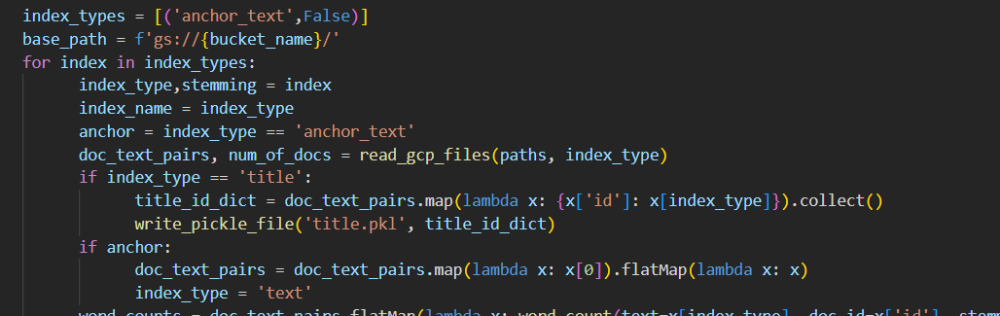 index_types = [('anchor_text',False)]
base_path = f'gs://{bucket_name}/'
for index in index_types:
index_type,stemming = index
index_name = index_type
anchor = index_type == 'anchor_text'
doc_text_pairs, num_of_docs = read_gcp_files(paths, index_type)
if index_type == 'title':
title_id_dict = doc_text_pairs.map(lambda x: {x['id']: x[index_type]}).collect()
write_pickle_file('title.pkl', title_id_dict)
if anchor:
doc_text_pairs = doc_text_pairs.map(lambda x: x[0]).flatMap(lambda x: x)
index_type = 'text'
word_counts = doc_text_pairs.flatMap(lambda x: word_count(text=x[index_type], doc_id=x['id'],